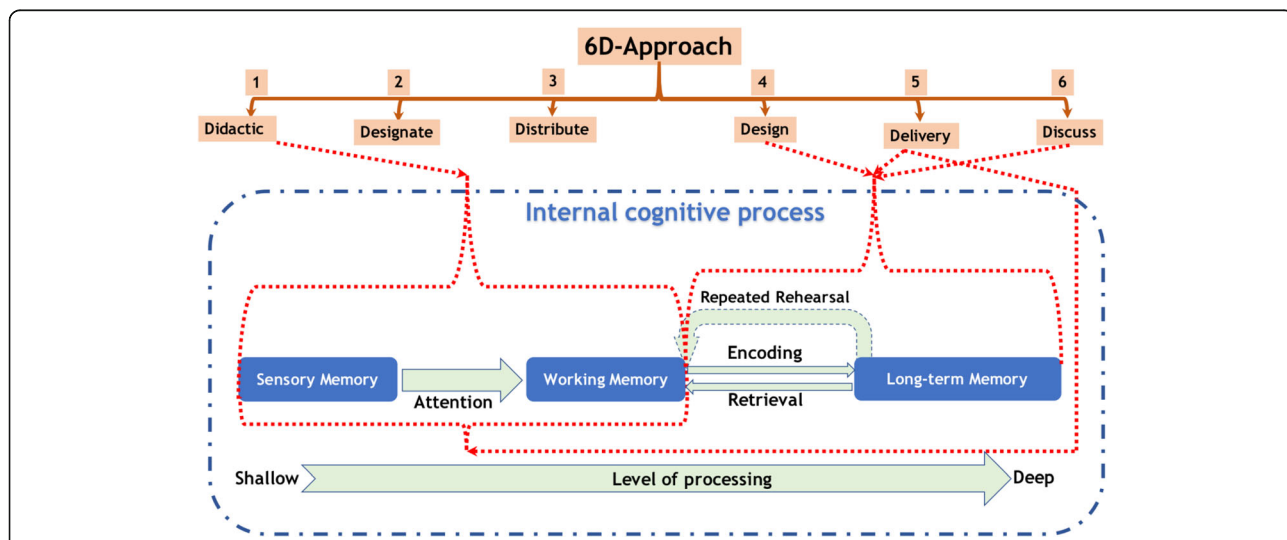 6D-Approach
1 2 3 4 5 6
Didactic Designate Distribute Design Delivery Discuss
Internal cognitive process
Repeated Rehearsal
Encoding
Sensory Memory Working Memory Long-term Memory
Attention Retrieval
Shallow Level of processing Deep